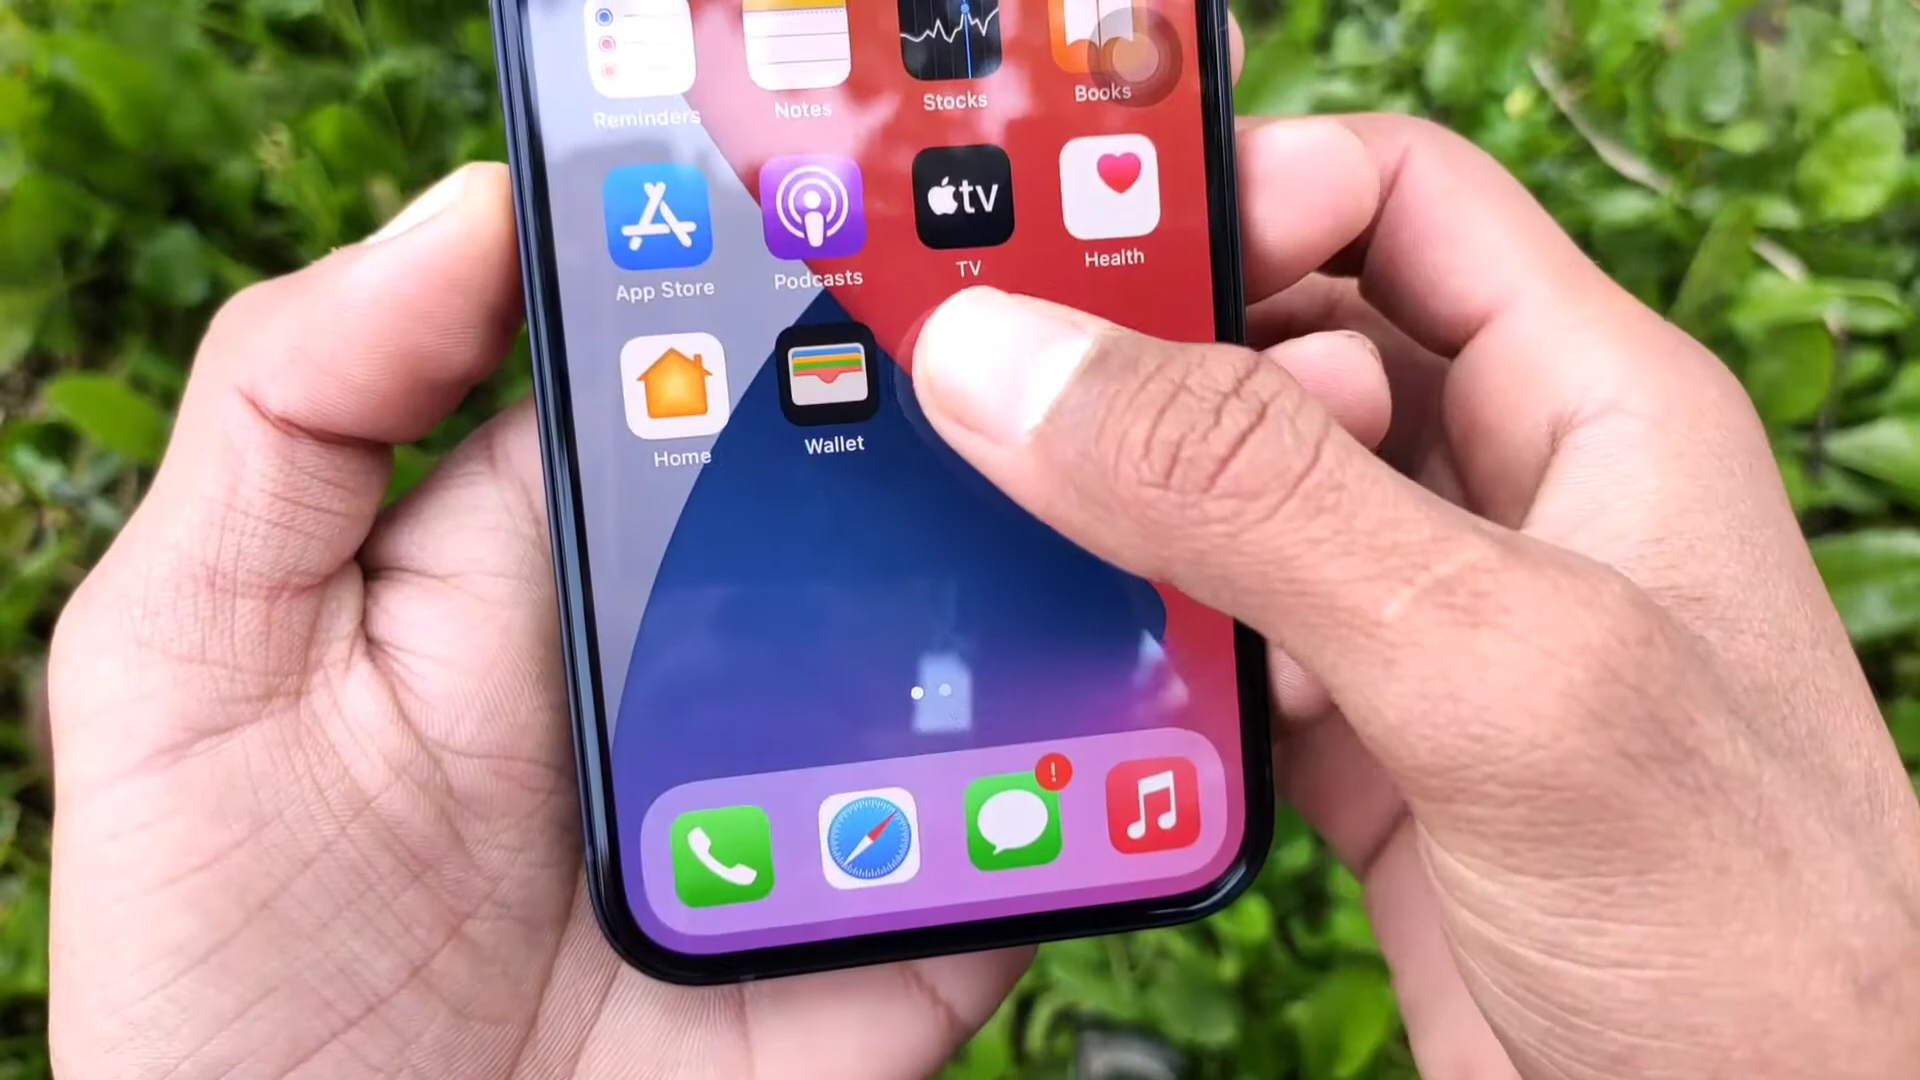 Reminders
Notes
Stocks
Books
tv
App Store
Podcasts
TV
Health
Home
Wallet
!